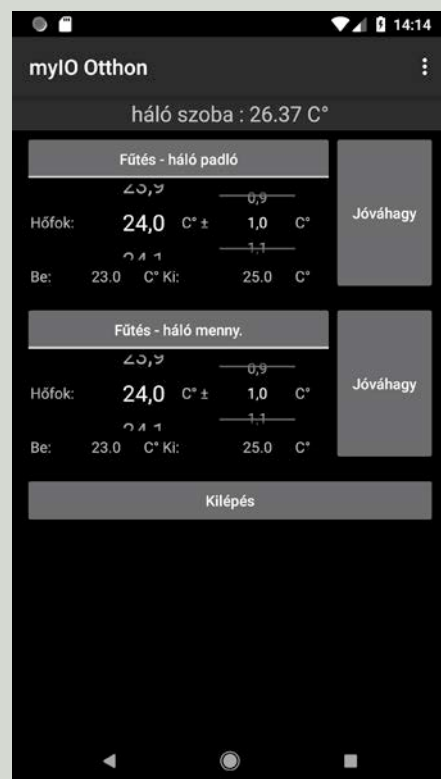 14:14
myIO Otthon
háló szoba : 26.37 C°
Fűtés - háló padló
Jóváhagy
23,9 0,9
Hőfok: 24,0 C° ± 1,0 C°
24,1 1,1
Be: 23.0 C° Ki: 25.0 C°
Fűtés - háló menny.
Jóváhagy
23,9 0,9
Hőfok: 24,0 C° ± 1,0 C°
24,1 1,1
Be: 23.0 C° Ki: 25.0 C°
Kilépés